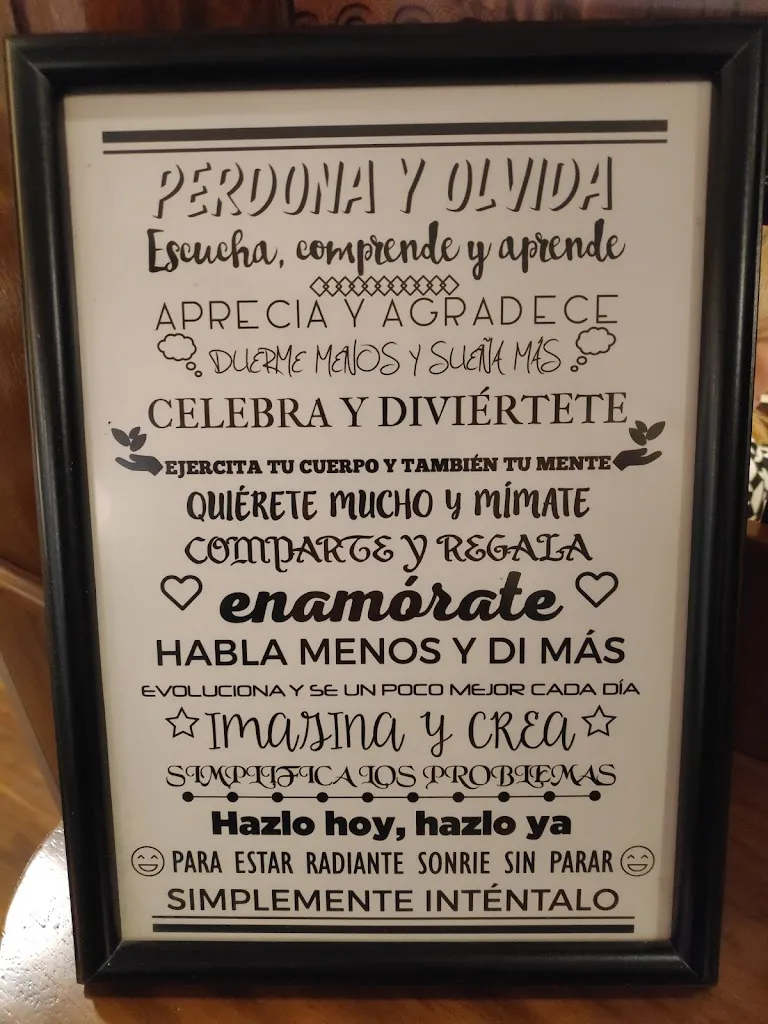 PERDONA Y OLVIDA
Escucha, comprende y aprende
APRECIA Y AGRADECE
DUERME MENOS Y SUEÑA MÁS
CELEBRA Y DIVIÉRTETE
EJERCITA TU CUERPO Y TAMBIÉN TU MENTE
QUIÉRETE MUCHO Y MÍMATE
COMPARTE Y REGALA
enamórate
HABLA MENOS Y DI MÁS
EVOLUCIONA Y SE UN POCO MEJOR CADA DÍA
IMAGINA Y CREA
SIMPLIFICA LOS PROBLEMAS
Hazlo hoy, hazlo ya
PARA ESTAR RADIANTE SONRIE SIN PARAR
SIMPLEMENTE INTÉNTALO